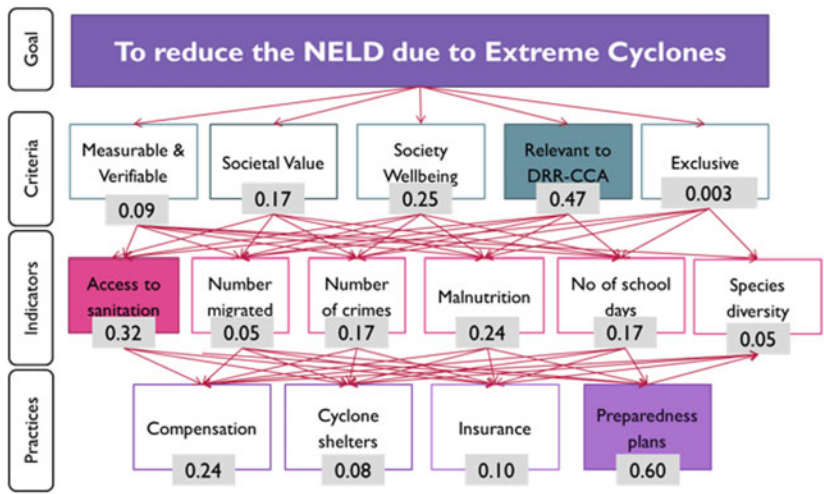 Goal
To reduce the NELD due to Extreme Cyclones
Criteria
Measurable &
Verifiable
0.09
Societal Value
0.17
Society
Wellbeing
0.25
Relevant to
DRR-CCA
0.47
Exclusive
0.003
Indicators
Access to
sanitation
0.32
Number
migrated
0.05
Number
of crimes
0.17
Malnutrition
0.24
No of school
days
0.17
Species
diversity
0.05
Practices
Compensation
0.24
Cyclone
shelters
0.08
Insurance
0.10
Preparedness
plans
0.60